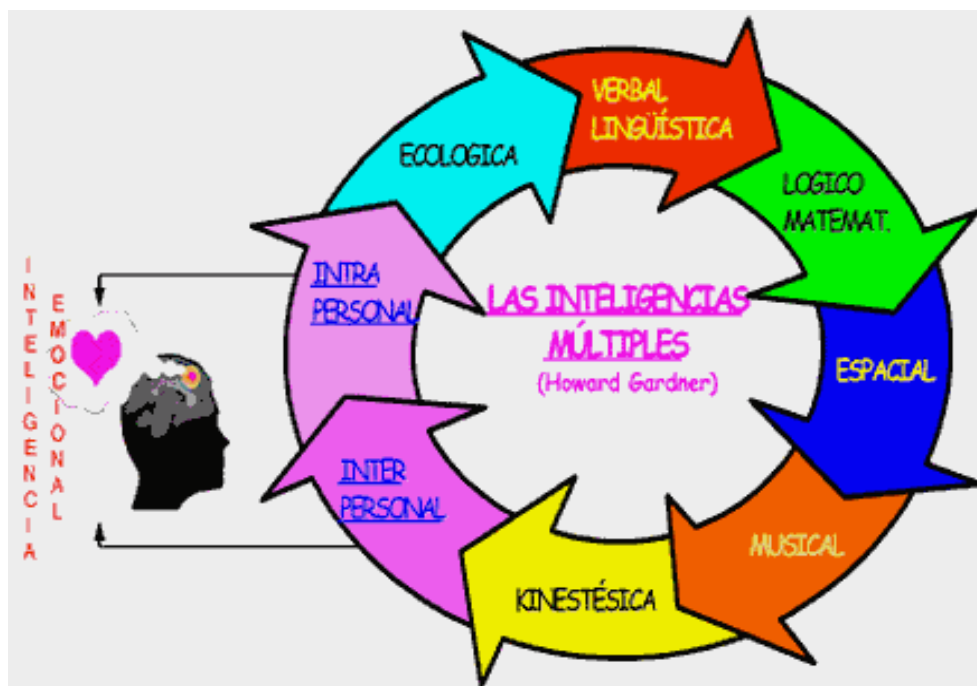 VERBAL
LINGÜÍSTICA
LOGICO
MATEMAT.
ESPACIAL
MUSICAL
KINESTÉSICA
INTER
PERSONAL
INTRA
PERSONAL
ECOLOGICA
LAS INTELIGENCIAS
MÚLTIPLES
(Howard Gardner)
INTELIGENCIA
EMOCIONAL